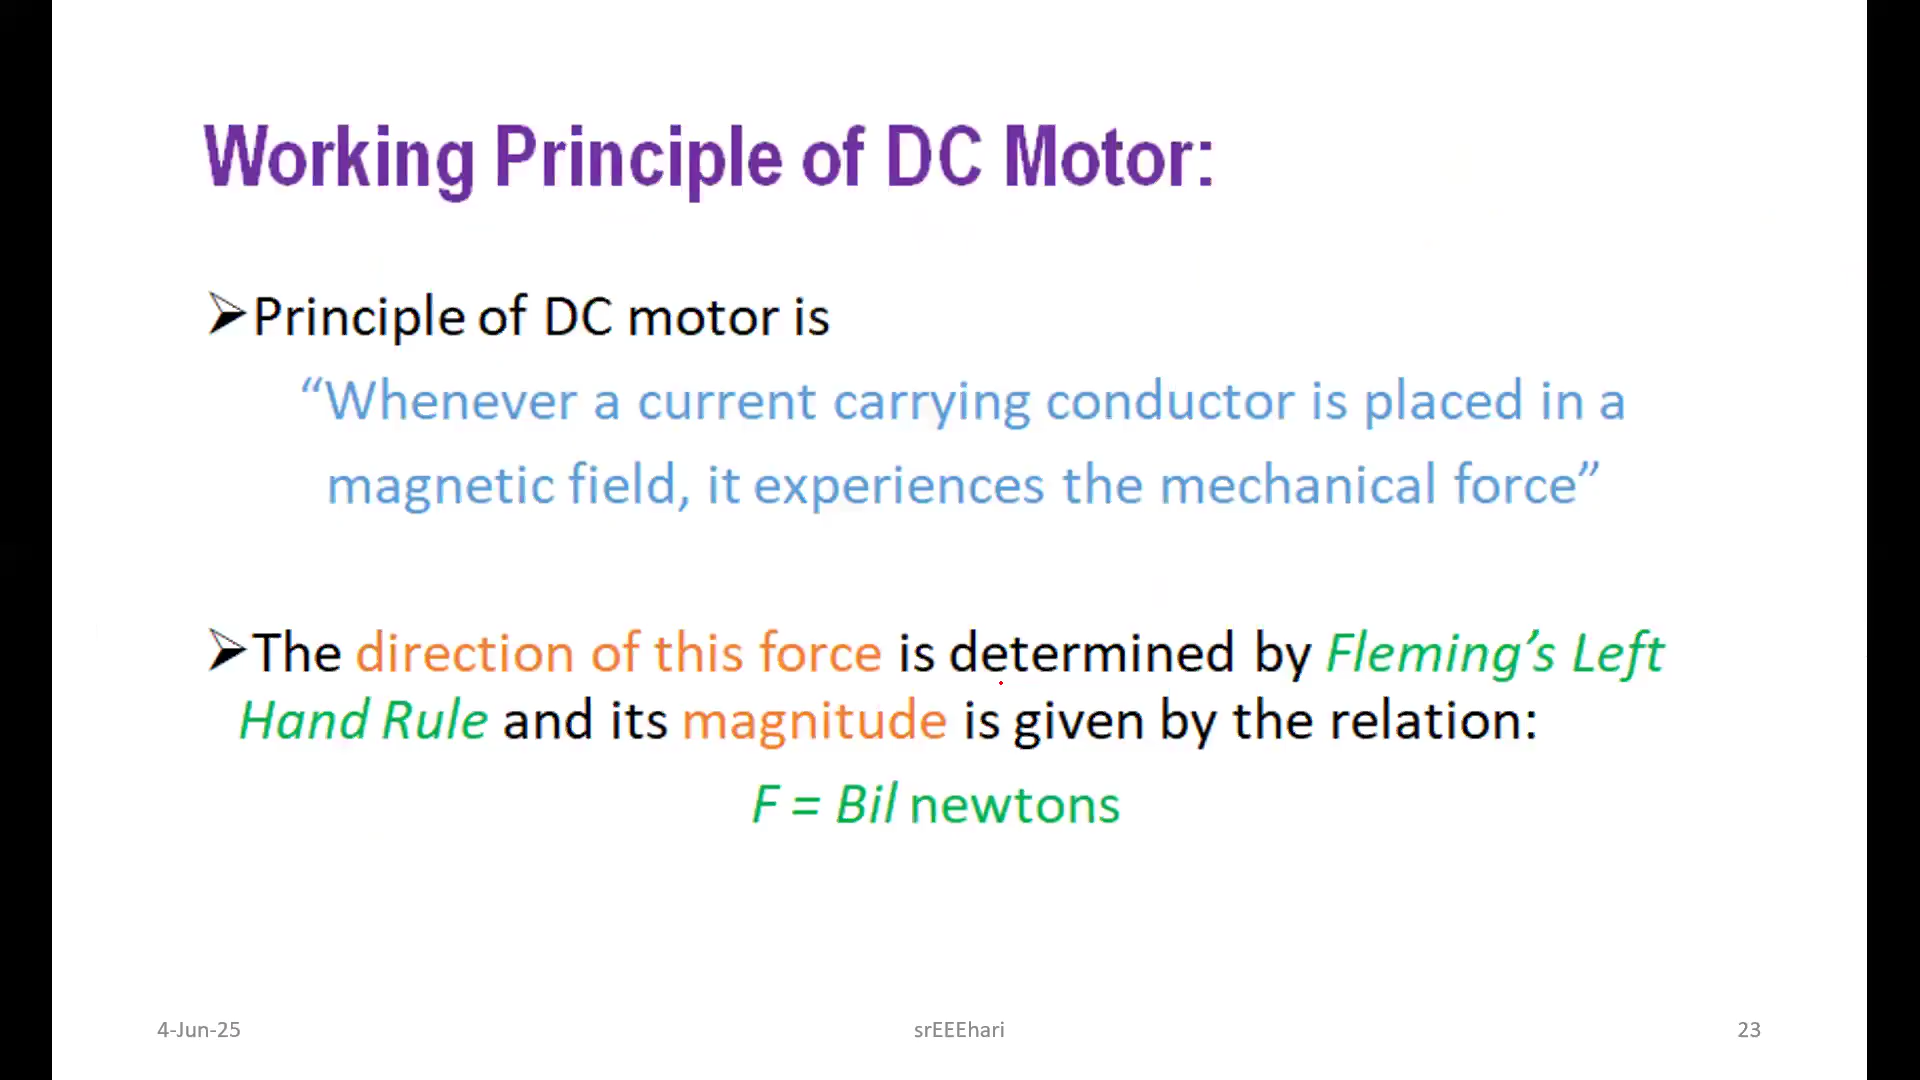 Working Principle of DC Motor:
➢Principle of DC motor is
“Whenever a current carrying conductor is placed in a
magnetic field, it experiences the mechanical force”
➢The direction of this force is determined by Fleming’s Left
Hand Rule and its magnitude is given by the relation:
F = Bil newtons
4-Jun-25
srEEEhari
23